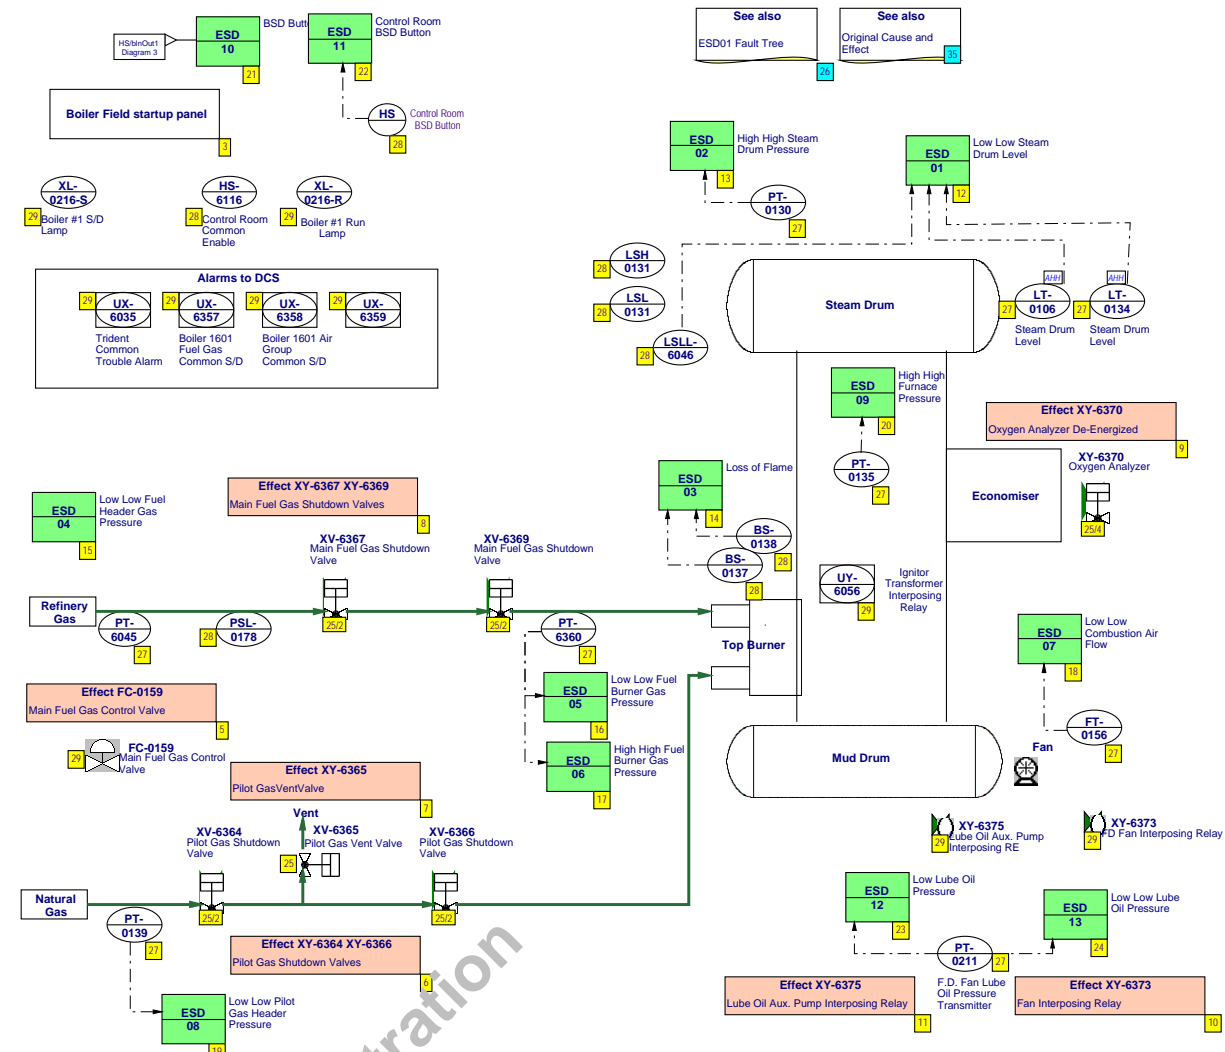 HS/bInOut1
Diagram 3
ESD
10
21
BSD Butt
ESD
11
22
Control Room
BSD Button
See also
ESD01 Fault Tree
26
See also
Original Cause and
Effect
35
Boiler Field startup panel
3
HS
28
Control Room
BSD Button
ESD
02
13
High High Steam
Drum Pressure
ESD
01
12
Low Low Steam
Drum Level
PT-
0130
27
XL-
0216-S
29
Boiler #1 S/D
Lamp
HS-
6116
28
Control Room
Common
Enable
XL-
0216-R
29
Boiler #1 Run
Lamp
LSH
0131
28
LSL
0131
28
LSLL-
6046
28
Steam Drum
AHH
LT-
0106
27
Steam Drum
Level
AHH
LT-
0134
27
Steam Drum
Level
Alarms to DCS
29
UX-
6035
Trident
Common
Trouble Alarm
29
UX-
6357
Boiler 1601
Fuel Gas
Common S/D
29
UX-
6358
Boiler 1601 Air
Group
Common S/D
29
UX-
6359
ESD
09
20
High High
Furnace
Pressure
PT-
0135
27
Effect XY-6370
Oxygen Analyzer De-Energized
9
XY-6370
Oxygen Analyzer
25/4
Economiser
ESD
03
14
Loss of Flame
BS-
0138
28
BS-
0137
28
UY-
6056
29
Ignitor
Transformer
Interposing
Relay
ESD
04
15
Low Low Fuel
Header Gas
Pressure
Effect XY-6367 XY-6369
Main Fuel Gas Shutdown Valves
8
XV-6367
Main Fuel Gas Shutdown
Valve
25/2
XV-6369
Main Fuel Gas Shutdown
Valve
25/2
Refinery
Gas
PT-
6045
27
PSL-
0178
28
PT-
6360
27
Top Burner
ESD
07
18
Low Low
Combustion Air
Flow
FT-
0156
27
ESD
05
16
Low Low Fuel
Burner Gas
Pressure
ESD
06
17
High High Fuel
Burner Gas
Pressure
Effect FC-0159
Main Fuel Gas Control Valve
5
FC-0159
Main Fuel Gas Control
Valve
29
Mud Drum
Fan
Effect XY-6365
Pilot GasVentValve
7
Vent
XV-6364
Pilot Gas Shutdown
Valve
25/2
XV-6365
Pilot Gas Vent Valve
25
XV-6366
Pilot Gas Shutdown
Valve
25/2
XY-6375
Lube Oil Aux. Pump
Interposing RE
29
XY-6373
FD Fan Interposing Relay
29
Natural
Gas
PT-
0139
27
Effect XY-6364 XY-6366
Pilot Gas Shutdown Valves
6
ESD
12
23
Low Lube Oil
Pressure
ESD
13
24
Low Low Lube
Oil Pressure
PT-
0211
27
F.D. Fan Lube
Oil Pressure
Transmitter
Effect XY-6375
Lube Oil Aux. Pump Interposing Relay
11
Effect XY-6373
Fan Interposing Relay
10
ESD
08
19
Low Low Pilot
Gas Header
Pressure
tration